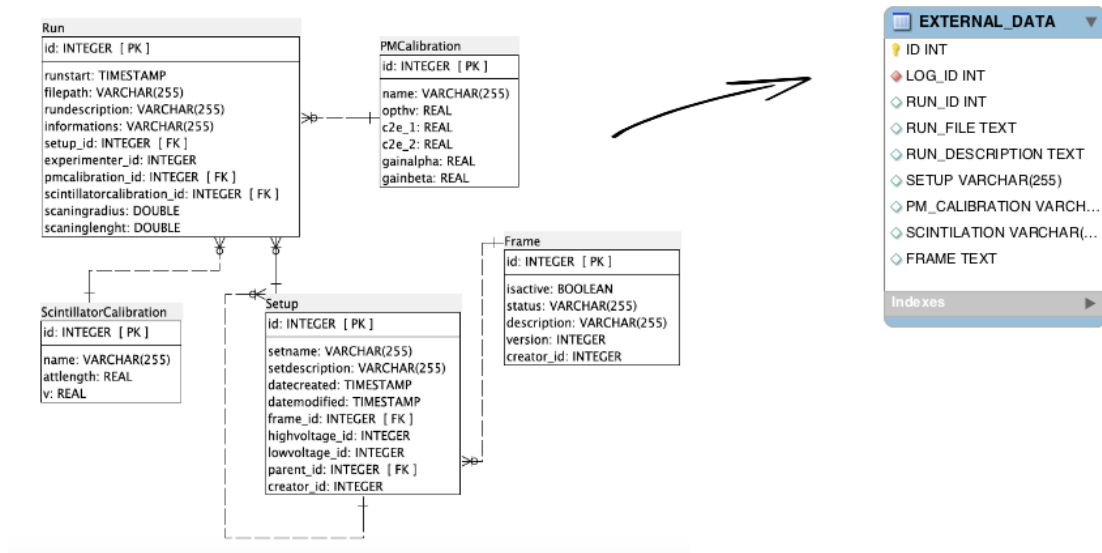 Run
id: INTEGER [ PK ]
runstart: TIMESTAMP
filepath: VARCHAR(255)
rundescription: VARCHAR(255)
informations: VARCHAR(255)
setup_id: INTEGER [ FK ]
experimenter_id: INTEGER
pmcalibration_id: INTEGER [ FK ]
scintillatorcalibration_id: INTEGER [ FK ]
scaningradius: DOUBLE
scaninglenght: DOUBLE
PMCalibration
id: INTEGER [ PK ]
name: VARCHAR(255)
opthv: REAL
c2e_1: REAL
c2e_2: REAL
gainalpha: REAL
gainbeta: REAL
ScintillatorCalibration
id: INTEGER [ PK ]
name: VARCHAR(255)
attlength: REAL
v: REAL
Setup
id: INTEGER [ PK ]
setname: VARCHAR(255)
setdescription: VARCHAR(255)
datecreated: TIMESTAMP
datemodified: TIMESTAMP
frame_id: INTEGER [ FK ]
highvoltage_id: INTEGER
lowvoltage_id: INTEGER
parent_id: INTEGER [ FK ]
creator_id: INTEGER
Frame
id: INTEGER [ PK ]
isactive: BOOLEAN
status: VARCHAR(255)
description: VARCHAR(255)
version: INTEGER
creator_id: INTEGER
EXTERNAL_DATA
ID INT
LOG_ID INT
RUN_ID INT
RUN_FILE TEXT
RUN_DESCRIPTION TEXT
SETUP VARCHAR(255)
PM_CALIBRATION VARCH...
SCINTILATION VARCHAR(...
FRAME TEXT
Indexes